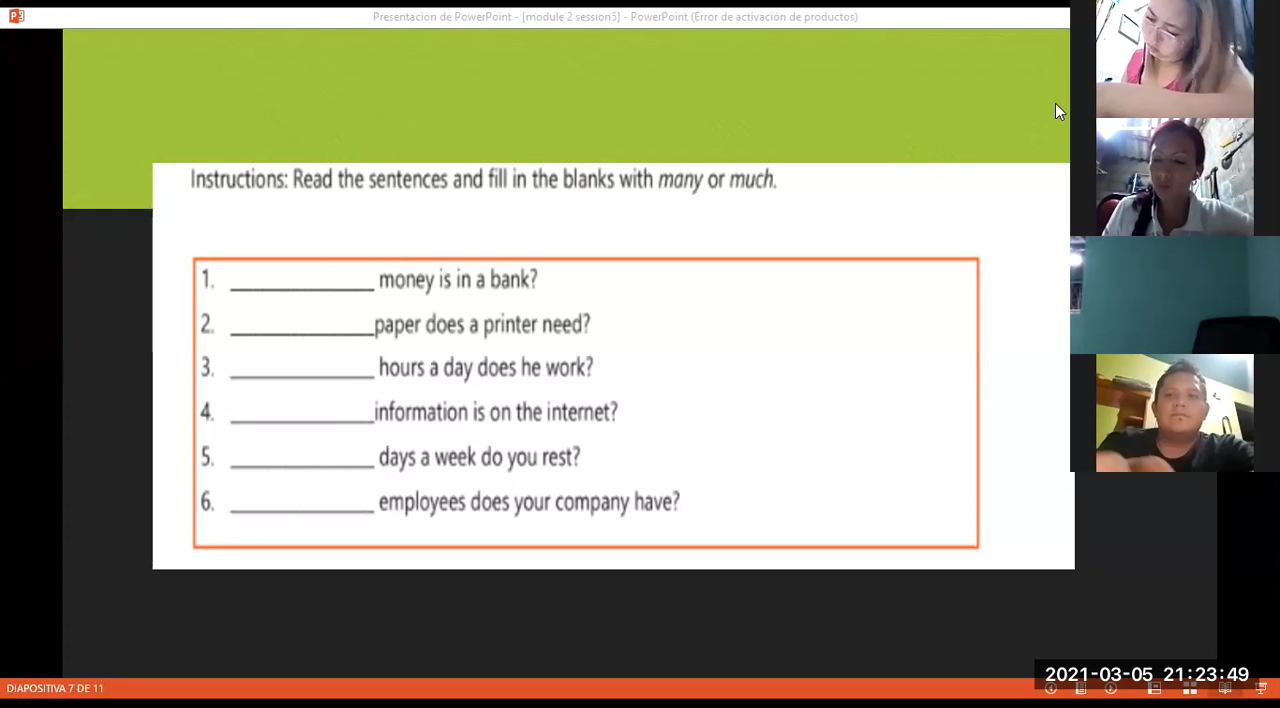 Presentación de PowerPoint - [module 2 session5] - PowerPoint (Error de activación de productos)
Instructions: Read the sentences and fill in the blanks with many or much.
1. ______________ money is in a bank?
2. ______________paper does a printer need?
3. ______________ hours a day does he work?
4. ______________information is on the internet?
5. ______________ days a week do you rest?
6. ______________ employees does your company have?
2021-03-05 21:23:49
DIAPOSITIVA 7 DE 11